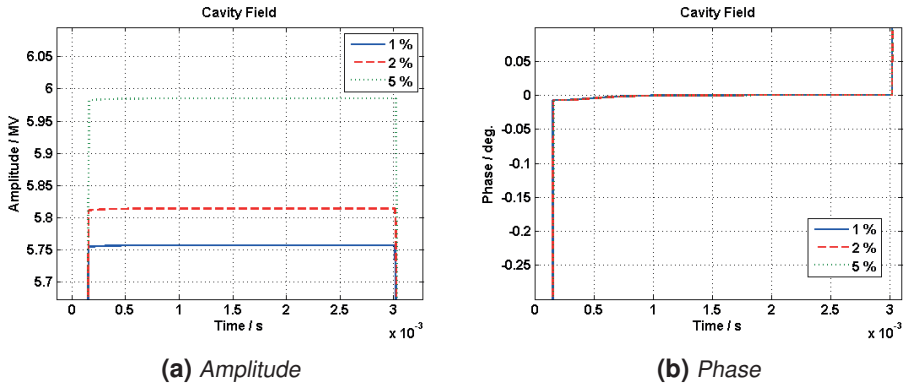 Cavity Field
6.05
6
5.95
5.9
5.85
5.8
5.75
5.7
Amplitude / MV
1 %
2 %
5 %
0 0.5 1 1.5 2 2.5 3
Time / s
x 10⁻³
(a) Amplitude
Cavity Field
0.05
0
-0.05
-0.1
-0.15
-0.2
-0.25
Phase / deg.
1 %
2 %
5 %
0 0.5 1 1.5 2 2.5 3
Time / s
x 10⁻³
(b) Phase